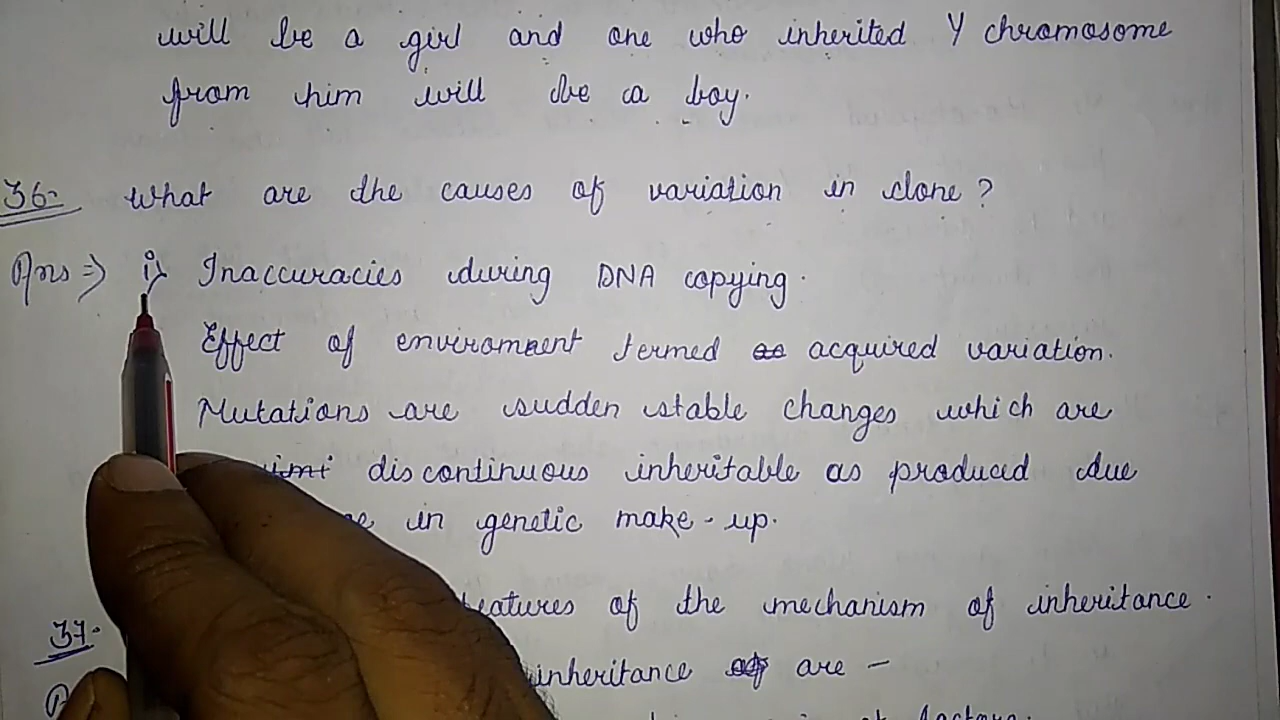 will be a girl and one who inherited Y chromosome
from him will be a boy.
36- What are the causes of variation in clone?
Ans⇒ i) Inaccuracies during DNA copying.
Effect of enviroment termed as acquired variation.
Mutations are sudden stable changes which are
discontinuous inheritable as produced due
in genetic make-up.
37- features of the mechanism of inheritance.
inheritance are -